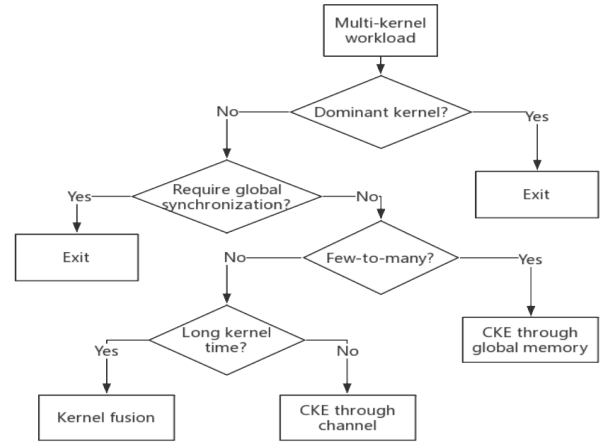 Multi-kernel
workload
No
Dominant kernel?
Yes
Yes
Require global
synchronization?
No
Exit
Exit
No
Few-to-many?
Yes
Yes
Long kernel
time?
No
CKE through
global memory
Kernel fusion
CKE through
channel